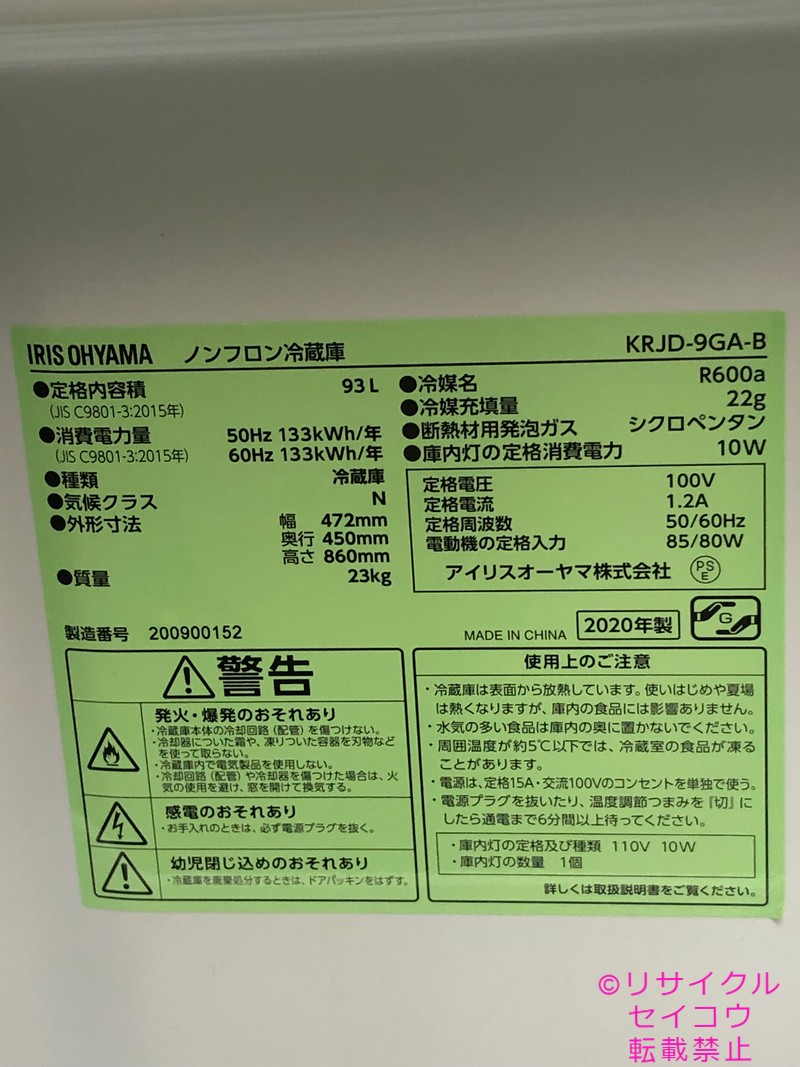 IRIS OHYAMA ノンフロン冷蔵庫 KRJD-9GA-B
●定格内容積 93L
(JIS C9801-3:2015年)
●消費電力量 50Hz 133kWh/年
(JIS C9801-3:2015年) 60Hz 133kWh/年
●種類 冷蔵庫
●気候クラス N
●外形寸法 幅 472mm
奥行 450mm
高さ 860mm
●質量 23kg
●冷媒名 R600a
●冷媒充填量 22g
●断熱材用発泡ガス シクロペンタン
●庫内灯の定格消費電力 10W
定格電圧 100V
定格電流 1.2A
定格周波数 50/60Hz
電動機の定格入力 85/80W
アイリスオーヤマ株式会社 PSE
製造番号 200900152
MADE IN CHINA 2020年製 G
警告
発火・爆発のおそれあり
・冷蔵庫本体の冷却回路(配管)を傷つけない。
・冷却器についた霜や、凍りついた容器を刃物など
を使って取らない。
・冷蔵庫内で電気製品を使用しない。
・冷却回路(配管)や冷却器を傷つけた場合は、火
気の使用を避け、窓を開けて換気する。
感電のおそれあり
・お手入れのときは、必ず電源プラグを抜く。
幼児閉じ込めのおそれあり
・冷蔵庫を廃棄処分するときは、ドアパッキンをはずす。
使用上のご注意
・冷蔵庫は表面から放熱しています。使いはじめや夏場
は熱くなりますが、庫内の食品には影響ありません。
・水気の多い食品は庫内の奥に置かないでください。
・周囲温度が約5℃以下では、冷蔵室の食品が凍る
ことがあります。
・電源は、定格15A・交流100Vのコンセントを単独で使う。
・電源プラグを抜いたり、温度調節つまみを『切』に
したら通電まで6分間以上待ってください。
・庫内灯の定格及び種類 110V 10W
・庫内灯の数量 1個
詳しくは取扱説明書をご覧ください。
©リサイクル
セイコウ
転載禁止